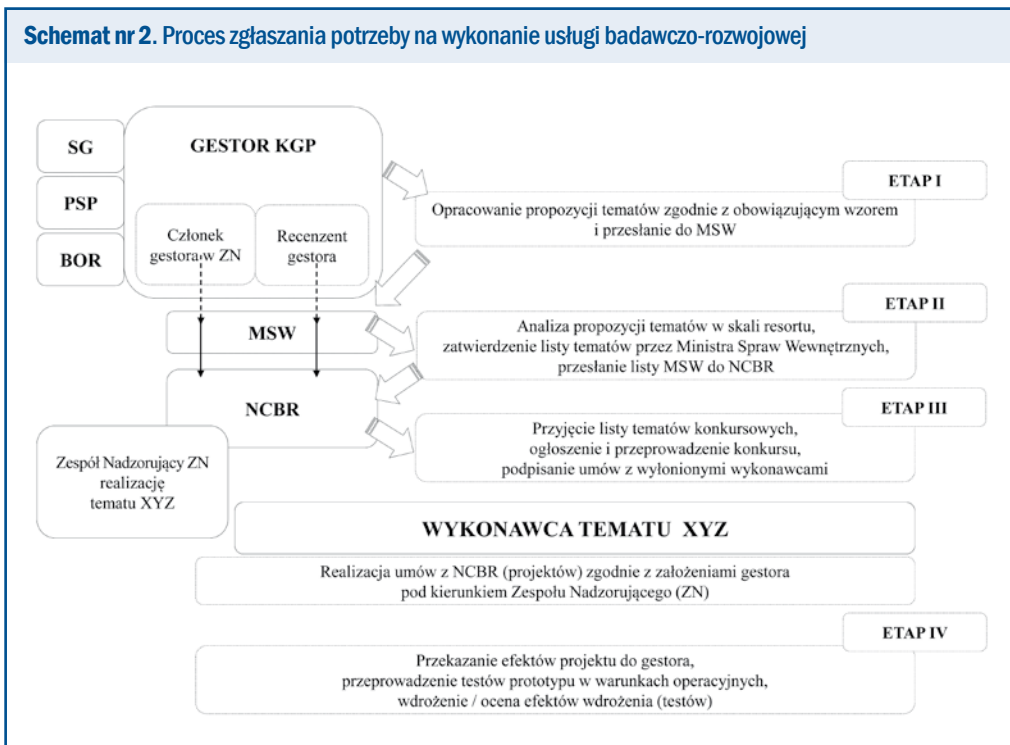 Schemat nr 2. Proces zgłaszania potrzeby na wykonanie usługi badawczo-rozwojowej
SG
PSP
BOR
GESTOR KGP
Członek
gestora w ZN
Recenzent
gestora
MSW
NCBR
Zespół Nadzorujący ZN
realizację
tematu XYZ
ETAP I
Opracowanie propozycji tematów zgodnie z obowiązującym wzorem
i przesłanie do MSW
ETAP II
Analiza propozycji tematów w skali resortu,
zatwierdzenie listy tematów przez Ministra Spraw Wewnętrznych,
przesłanie listy MSW do NCBR
ETAP III
Przyjęcie listy tematów konkursowych,
ogłoszenie i przeprowadzenie konkursu,
podpisanie umów z wyłonionymi wykonawcami
WYKONAWCA TEMATU XYZ
Realizacja umów z NCBR (projektów) zgodnie z założeniami gestora
pod kierunkiem Zespołu Nadzorującego (ZN)
ETAP IV
Przekazanie efektów projektu do gestora,
przeprowadzenie testów prototypu w warunkach operacyjnych,
wdrożenie / ocena efektów wdrożenia (testów)